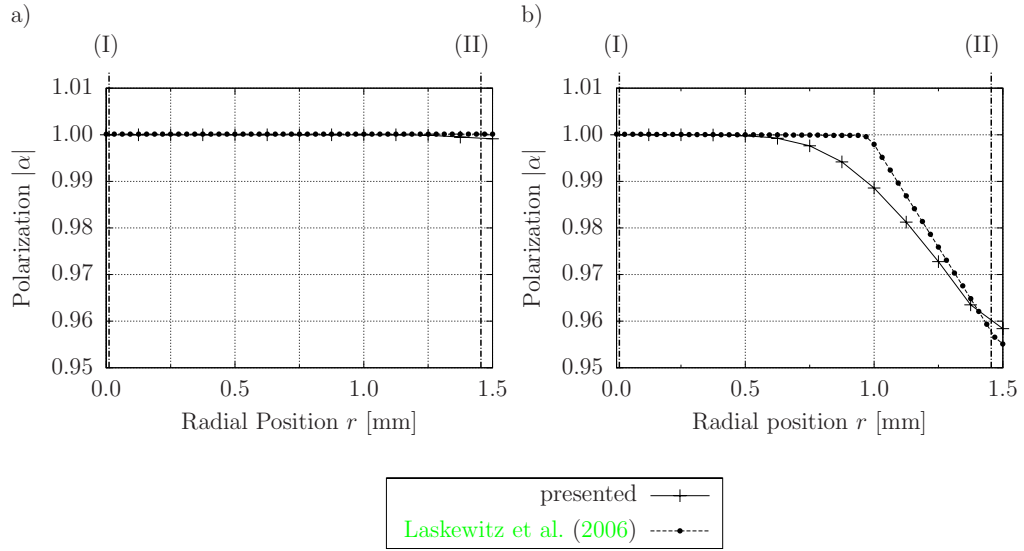 a)
(I)
(II)
1.01
1.00
0.99
0.98
0.97
0.96
0.95
0.0
0.5
1.0
1.5
Polarization |α|
Radial Position r [mm]
b)
(I)
(II)
1.01
1.00
0.99
0.98
0.97
0.96
0.95
0.0
0.5
1.0
1.5
Polarization |α|
Radial position r [mm]
presented
Laskewitz et al. (2006)